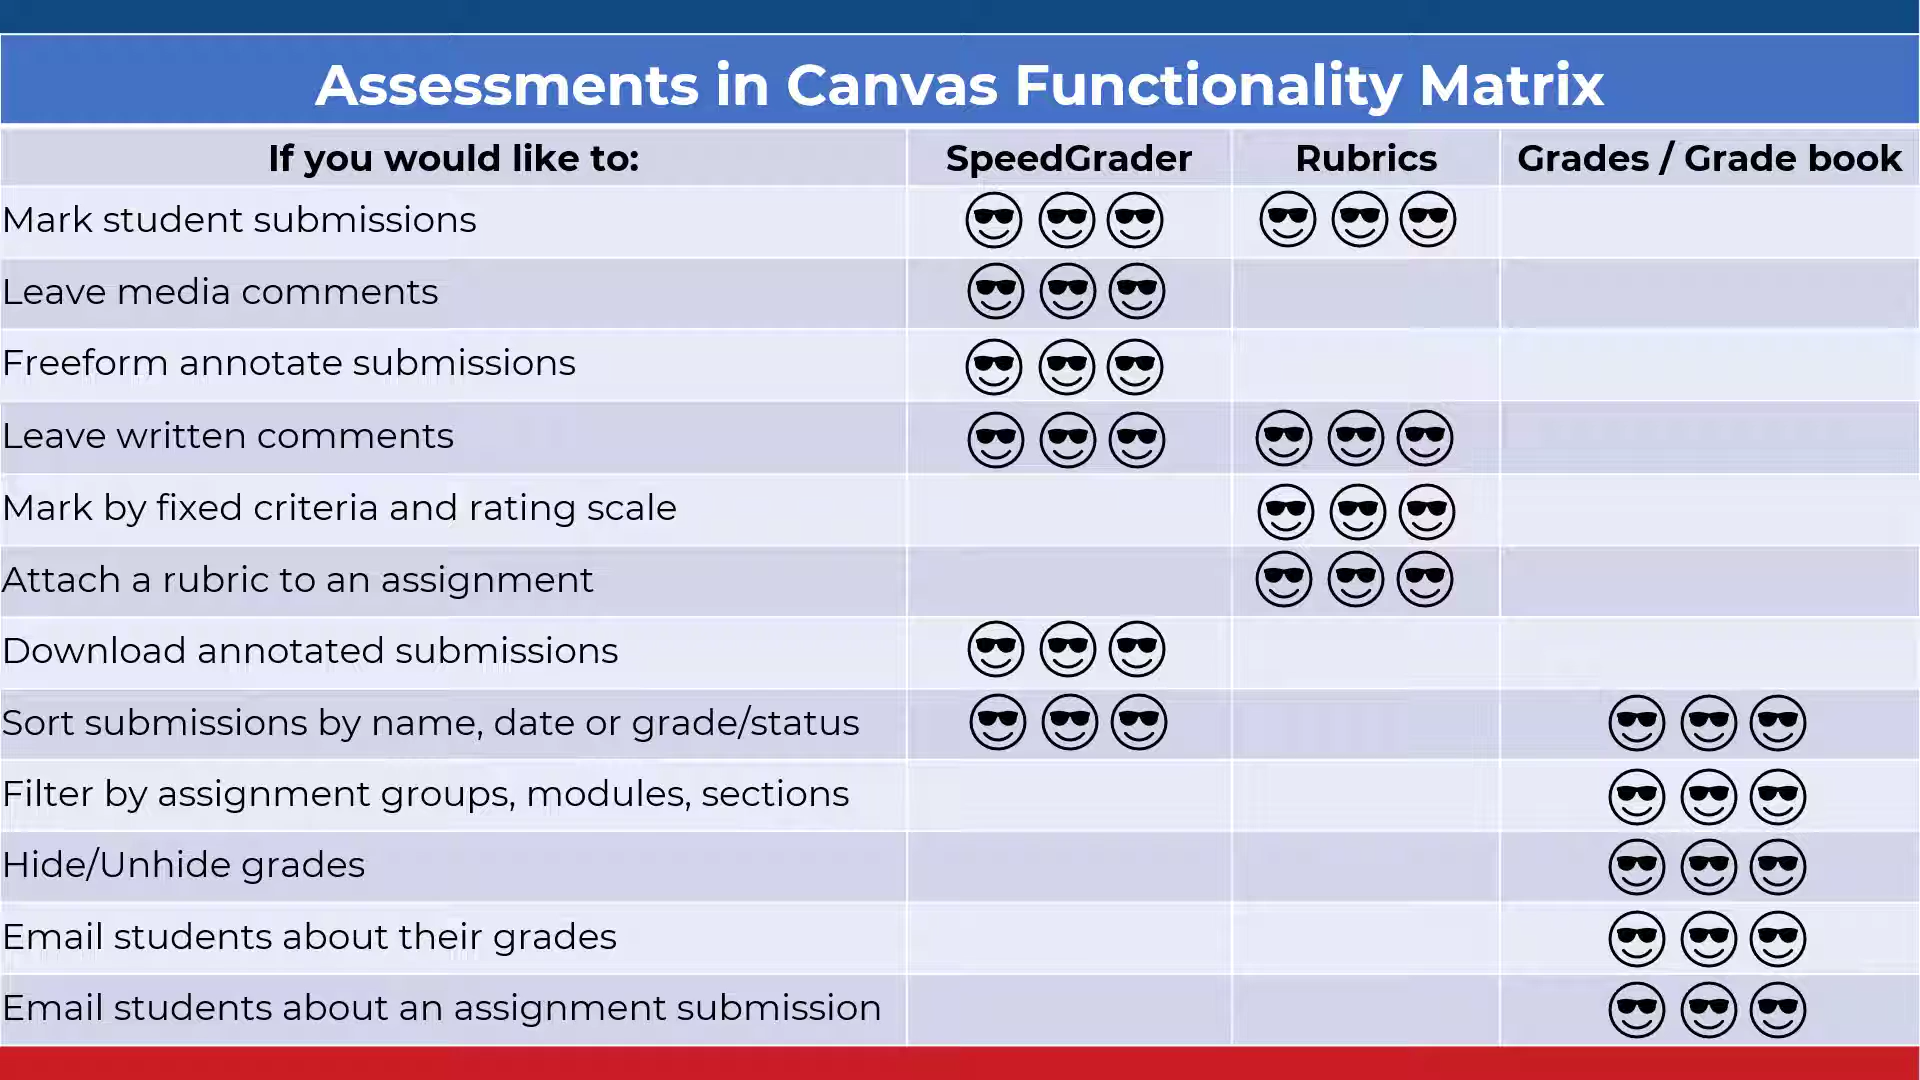 Assessments in Canvas Functionality Matrix
If you would like to: SpeedGrader Rubrics Grades / Grade book
Mark student submissions
Leave media comments
Freeform annotate submissions
Leave written comments
Mark by fixed criteria and rating scale
Attach a rubric to an assignment
Download annotated submissions
Sort submissions by name, date or grade/status
Filter by assignment groups, modules, sections
Hide/Unhide grades
Email students about their grades
Email students about an assignment submission